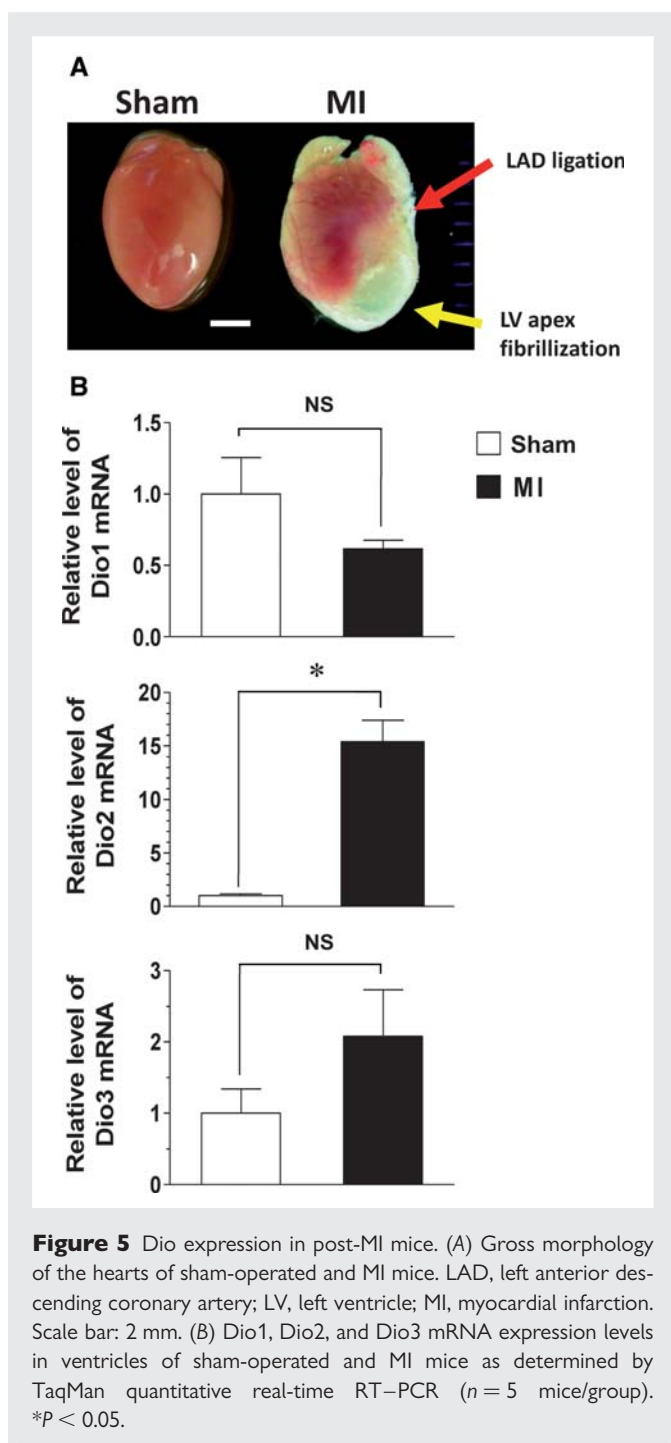 A
Sham MI
LAD ligation
LV apex
fibrillization
B
NS
Relative level of
Dio1 mRNA
1.5
1.0
0.5
0.0
Sham
MI
*
Relative level of
Dio2 mRNA
20
15
10
5
0
NS
Relative level of
Dio3 mRNA
3
2
1
0
Figure 5 Dio expression in post-MI mice. (A) Gross morphology
of the hearts of sham-operated and MI mice. LAD, left anterior des-
cending coronary artery; LV, left ventricle; MI, myocardial infarction.
Scale bar: 2 mm. (B) Dio1, Dio2, and Dio3 mRNA expression levels
in ventricles of sham-operated and MI mice as determined by
TaqMan quantitative real-time RT–PCR (n = 5 mice/group).
*P < 0.05.